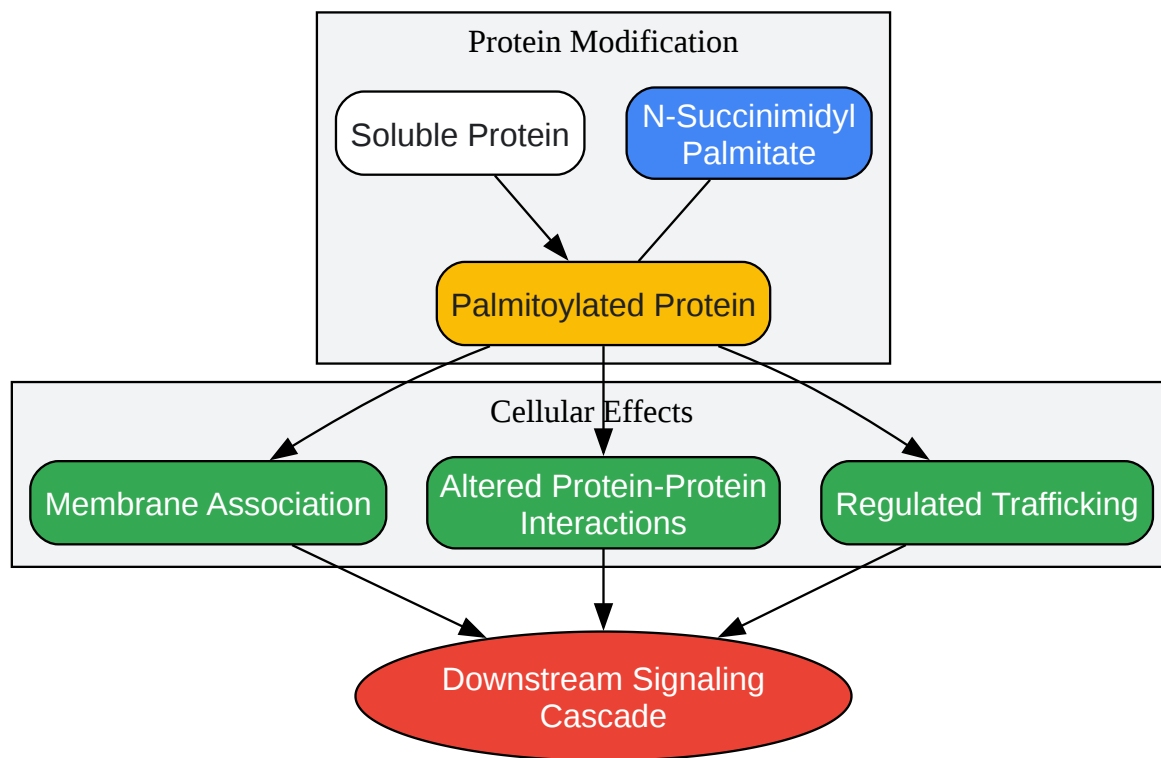 Protein Modification
Soluble Protein
N-Succinimidyl
Palmitate
Palmitoylated Protein
Cellular Effects
Membrane Association
Altered Protein-Protein
Interactions
Regulated Trafficking
Downstream Signaling
Cascade